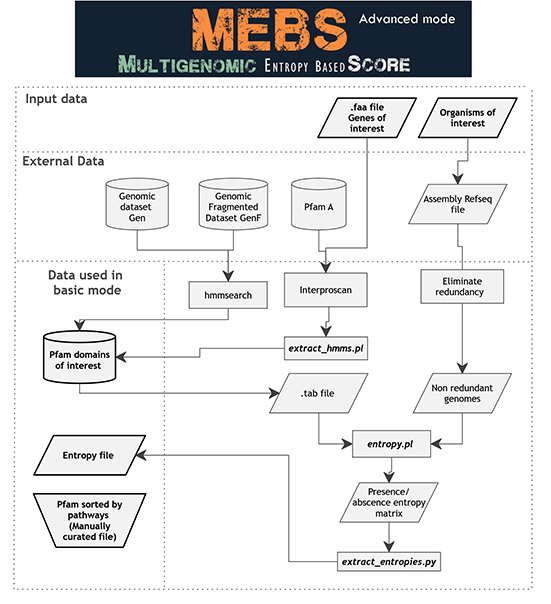 MEBS
Advanced mode
MULTIGENOMIC ENTROPY BASED SCORE
Input data
.faa file
Genes of
interest
Organisms of
interest
External Data
Genomic
dataset
Gen
Genomic
Fragmented
Dataset GenF
Pfam A
Assembly Refseq
file
Data used in
basic mode
hmmsearch
Interproscan
Eliminate
redundancy
Pfam domains
of interest
extract_hmms.pl
.tab file
Non redundant
genomes
Entropy file
entropy.pl
Pfam sorted by
pathways
(Manually
curated file)
Presence/
abscence entropy
matrix
extract_entropies.py